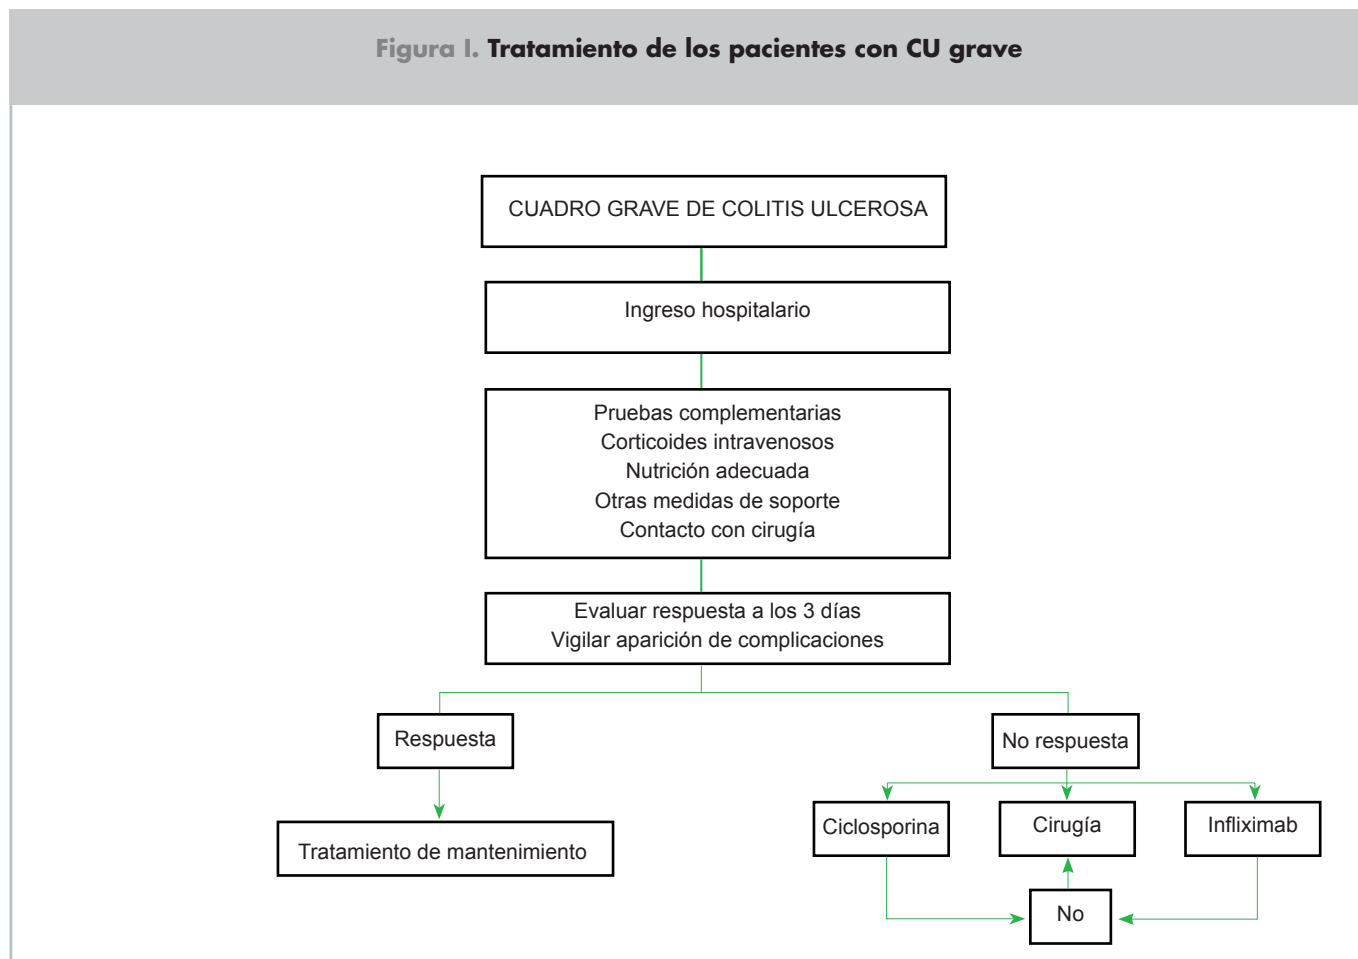 Figura I. Tratamiento de los pacientes con CU grave
CUADRO GRAVE DE COLITIS ULCEROSA
Ingreso hospitalario
Pruebas complementarias
Corticoides intravenosos
Nutrición adecuada
Otras medidas de soporte
Contacto con cirugía
Evaluar respuesta a los 3 días
Vigilar aparición de complicaciones
Respuesta
No respuesta
Tratamiento de mantenimiento
Ciclosporina
Cirugía
Infliximab
No